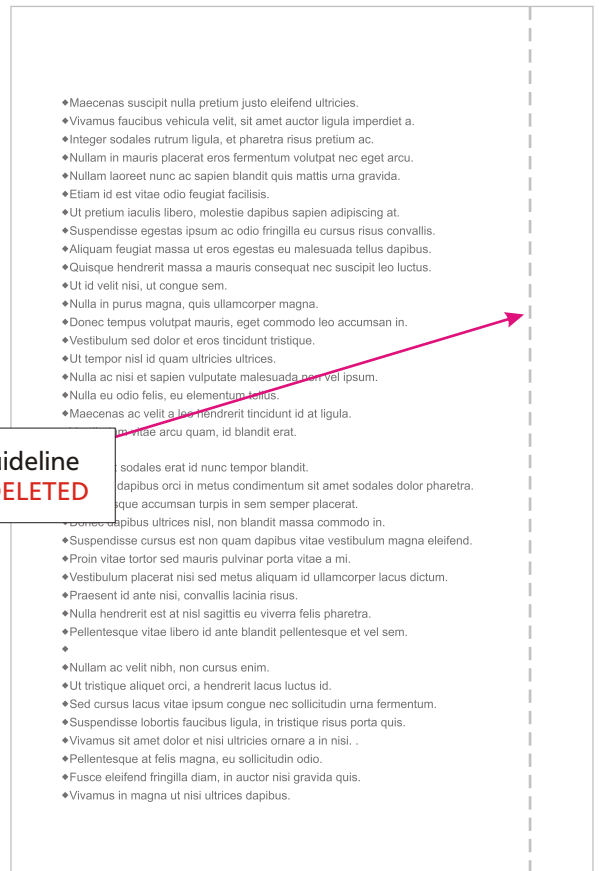 ◆Maecenas suscipit nulla pretium justo eleifend ultricies.
◆Vivamus faucibus vehicula velit, sit amet auctor ligula imperdiet a.
◆Integer sodales rutrum ligula, et pharetra risus pretium ac.
◆Nullam in mauris placerat eros fermentum volutpat nec eget arcu.
◆Nullam laoreet nunc ac sapien blandit quis mattis urna gravida.
◆Etiam id est vitae odio feugiat facilisis.
◆Ut pretium iaculis libero, molestie dapibus sapien adipiscing at.
◆Suspendisse egestas ipsum ac odio fringilla eu cursus risus convallis.
◆Aliquam feugiat massa ut eros egestas eu malesuada tellus dapibus.
◆Quisque hendrerit massa a mauris consequat nec suscipit leo luctus.
◆Ut id velit nisi, ut congue sem.
◆Nulla in purus magna, quis ullamcorper magna.
◆Donec tempus volutpat mauris, eget commodo leo accumsan in.
◆Vestibulum sed dolor et eros tincidunt tristique.
◆Ut tempor nisl id quam ultricies ultrices.
◆Nulla ac nisi et sapien vulputate malesuada non vel ipsum.
◆Nulla eu odio felis, eu elementum tellus.
◆Maecenas ac velit a leo hendrerit tincidunt id at ligula.
vitae arcu quam, id blandit erat.
sodales erat id nunc tempor blandit.
dapibus orci in metus condimentum sit amet sodales dolor pharetra.
accumsan turpis in sem semper placerat.
◆Donec dapibus ultrices nisl, non blandit massa commodo in.
◆Suspendisse cursus est non quam dapibus vitae vestibulum magna eleifend.
◆Proin vitae tortor sed mauris pulvinar porta vitae a mi.
◆Vestibulum placerat nisi sed metus aliquam id ullamcorper lacus dictum.
◆Praesent id ante nisi, convallis lacinia risus.
◆Nulla hendrerit est at nisl sagittis eu viverra felis pharetra.
◆Pellentesque vitae libero id ante blandit pellentesque et vel sem.
◆
◆Nullam ac velit nibh, non cursus enim.
◆Ut tristique aliquet orci, a hendrerit lacus luctus id.
◆Sed cursus lacus vitae ipsum congue nec sollicitudin urna fermentum.
◆Suspendisse lobortis faucibus ligula, in tristique risus porta quis.
◆Vivamus sit amet dolor et nisi ultricies ornare a in nisi. .
◆Pellentesque at felis magna, eu sollicitudin odio.
◆Fusce eleifend fringilla diam, in auctor nisi gravida quis.
◆Vivamus in magna ut nisi ultrices dapibus.
ideline
ELETED